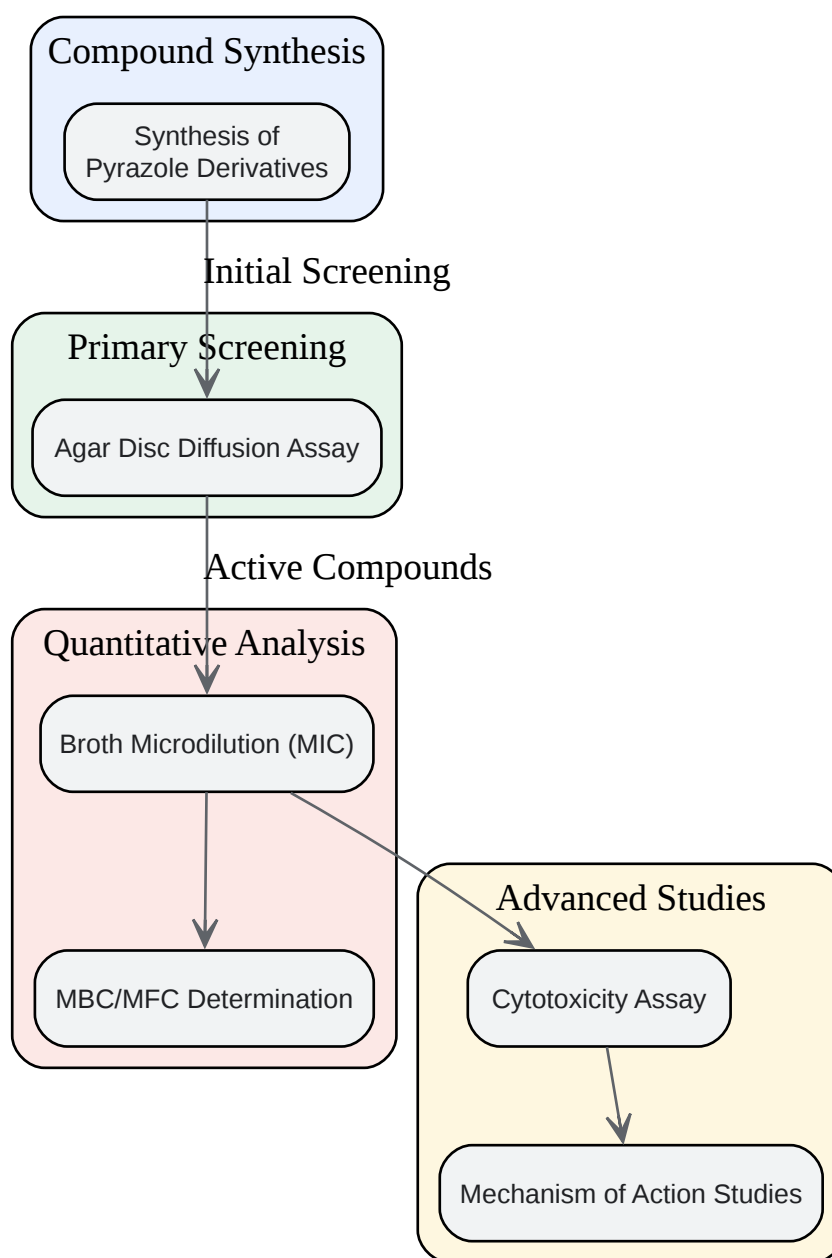 Compound Synthesis
Synthesis of
Pyrazole Derivatives
Initial Screening
Primary Screening
Agar Disc Diffusion Assay
Active Compounds
Quantitative Analysis
Broth Microdilution (MIC)
Advanced Studies
MBC/MFC Determination
Cytotoxicity Assay
Mechanism of Action Studies